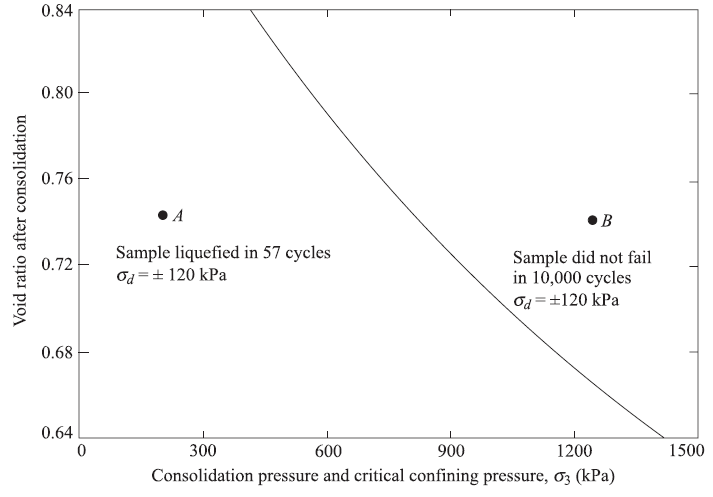 0.84
0.80
0.76
0.72
0.68
0.64
Void ratio after consolidation
A
Sample liquefied in 57 cycles
σd = ± 120 kPa
B
Sample did not fail
in 10,000 cycles
σd = ±120 kPa
0 300 600 900 1200 1500
Consolidation pressure and critical confining pressure, σ3 (kPa)